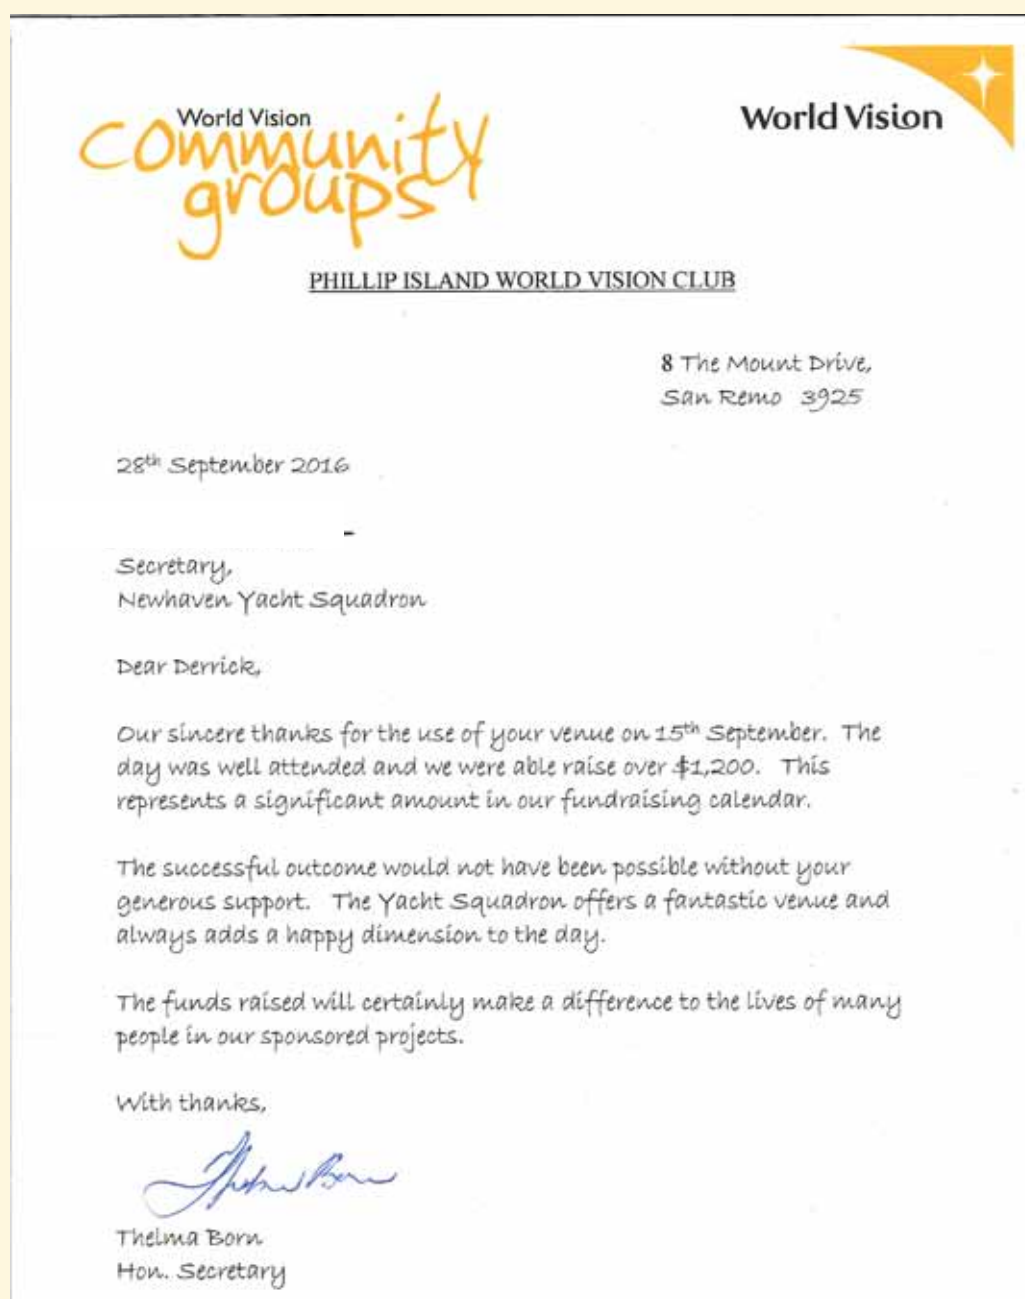 World Vision
community
groups
World Vision
PHILLIP ISLAND WORLD VISION CLUB
8 The Mount Drive,
San Remo 3925
28th September 2016
-
Secretary,
Newhaven Yacht Squadron
Dear Derrick,
Our sincere thanks for the use of your venue on 15th September. The
day was well attended and we were able raise over $1,200. This
represents a significant amount in our fundraising calendar.
The successful outcome would not have been possible without your
generous support. The Yacht Squadron offers a fantastic venue and
always adds a happy dimension to the day.
The funds raised will certainly make a difference to the lives of many
people in our sponsored projects.
With thanks,
Thelma Born
Thelma Born
Hon. Secretary